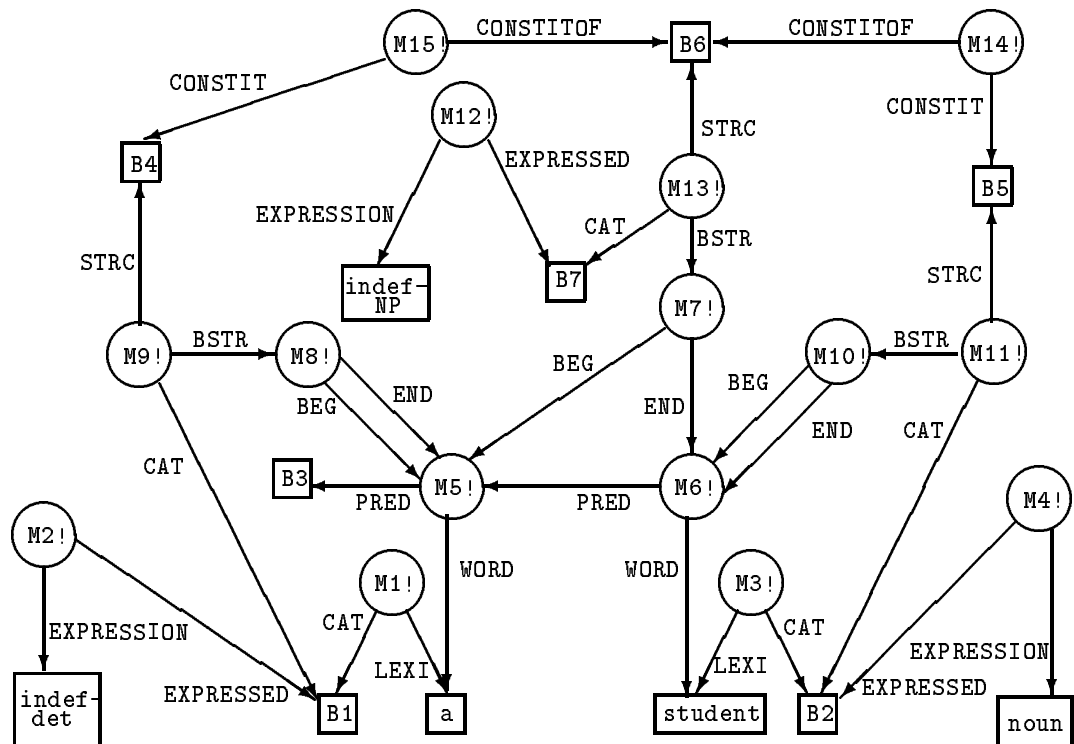 M15!
CONSTITOF
B6
CONSTITOF
M14!
CONSTIT
M12!
CONSTIT
STRC
B4
EXPRESSED
M13!
B5
EXPRESSION
CAT
BSTR
STRC
indef-
NP
B7
STRC
M7!
M9!
BSTR
M8!
BEG
M10!
BSTR
M11!
BEG
END
END
BEG
END
CAT
CAT
B3
PRED
M5!
PRED
M6!
M4!
M2!
M1!
WORD
WORD
M3!
EXPRESSION
CAT
CAT
EXPRESSION
LEXI
LEXI
EXPRESSED
EXPRESSED
indef-
det
B1
a
student
B2
noun